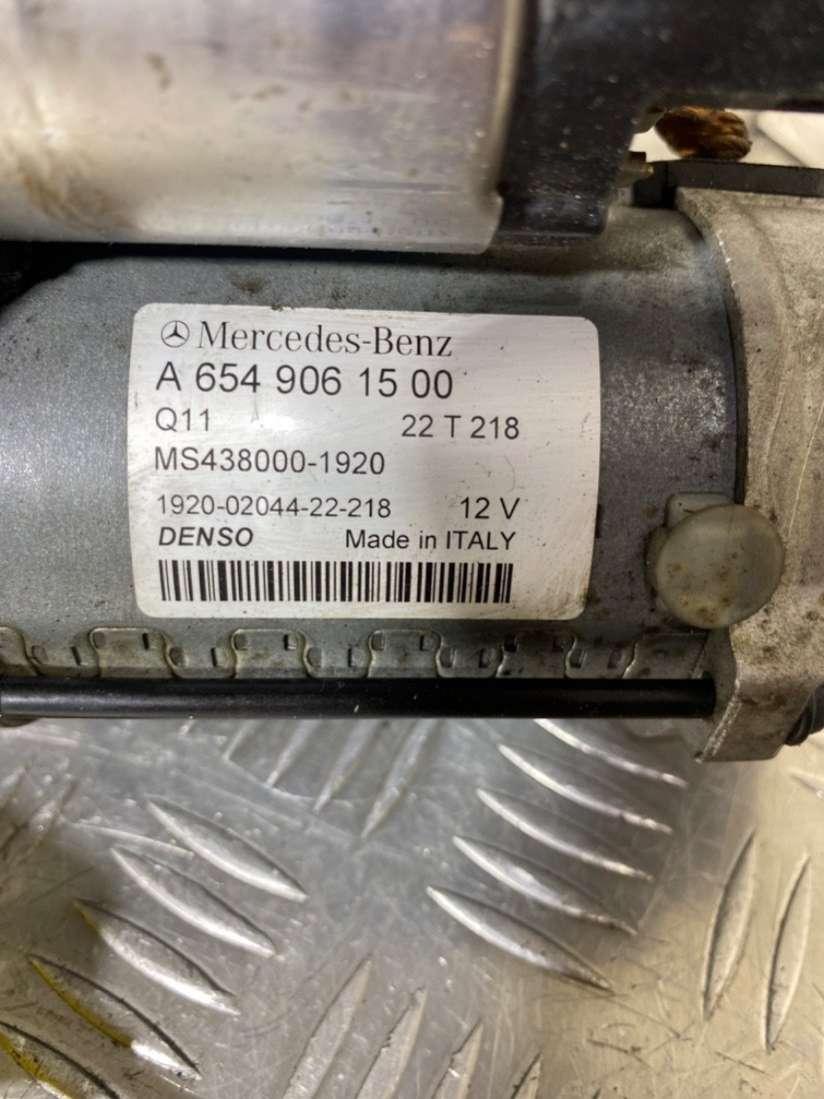 Mercedes-Benz
A 654 906 15 00
Q11 22 T 218
MS438000-1920
1920-02044-22-218 12 V
DENSO Made in ITALY